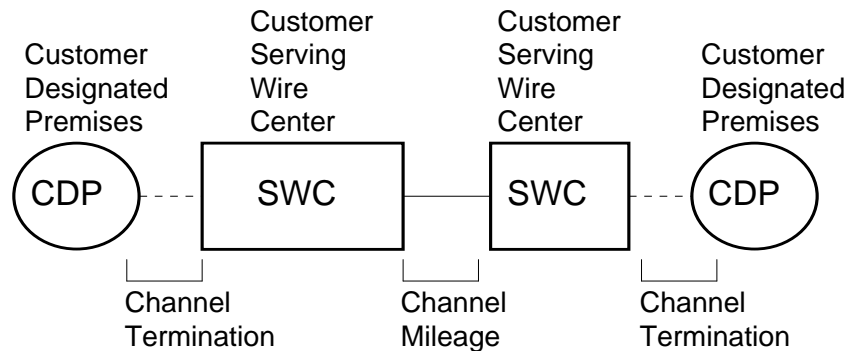 Customer
Designated
Premises
Customer
Serving
Wire
Center
Customer
Serving
Wire
Center
Customer
Designated
Premises
CDP
SWC
SWC
CDP
Channel
Termination
Channel
Mileage
Channel
Termination